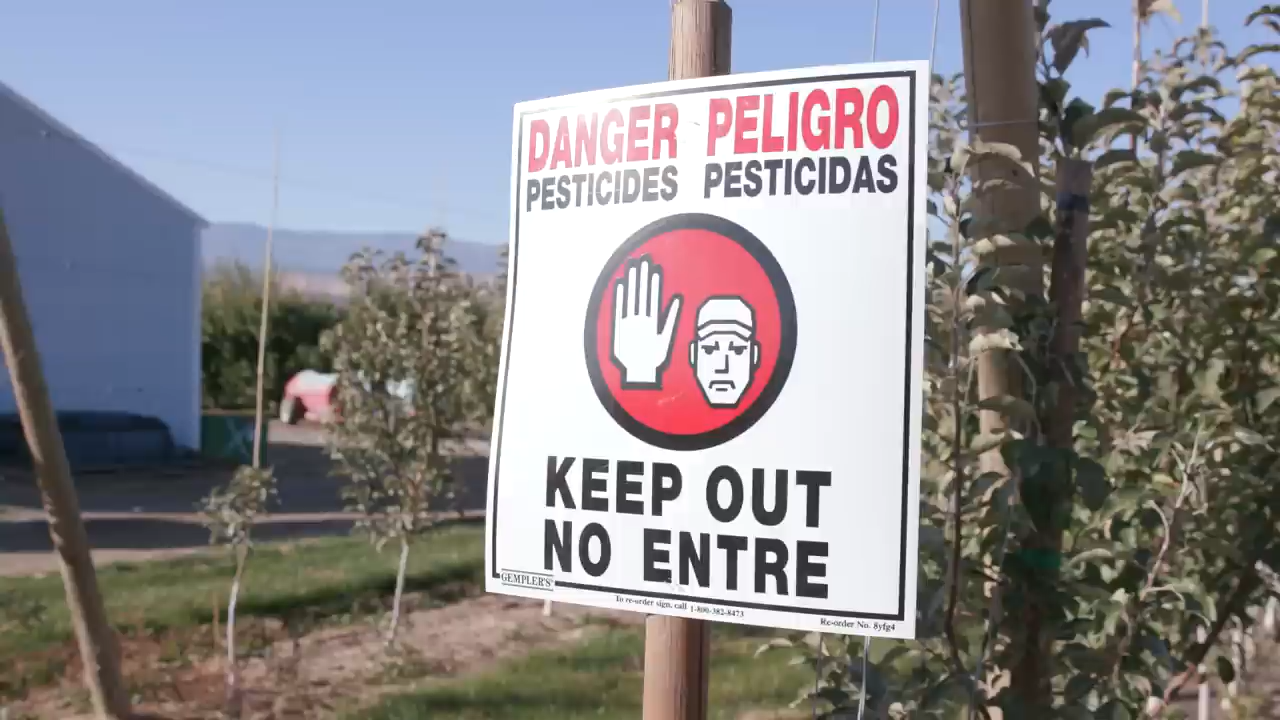 DANGER PELIGRO
PESTICIDES PESTICIDAS
KEEP OUT
NO ENTRE
GEMPLER'S
To re-order sign, call 1-800-382-8473
Re-order No. 8yfg4